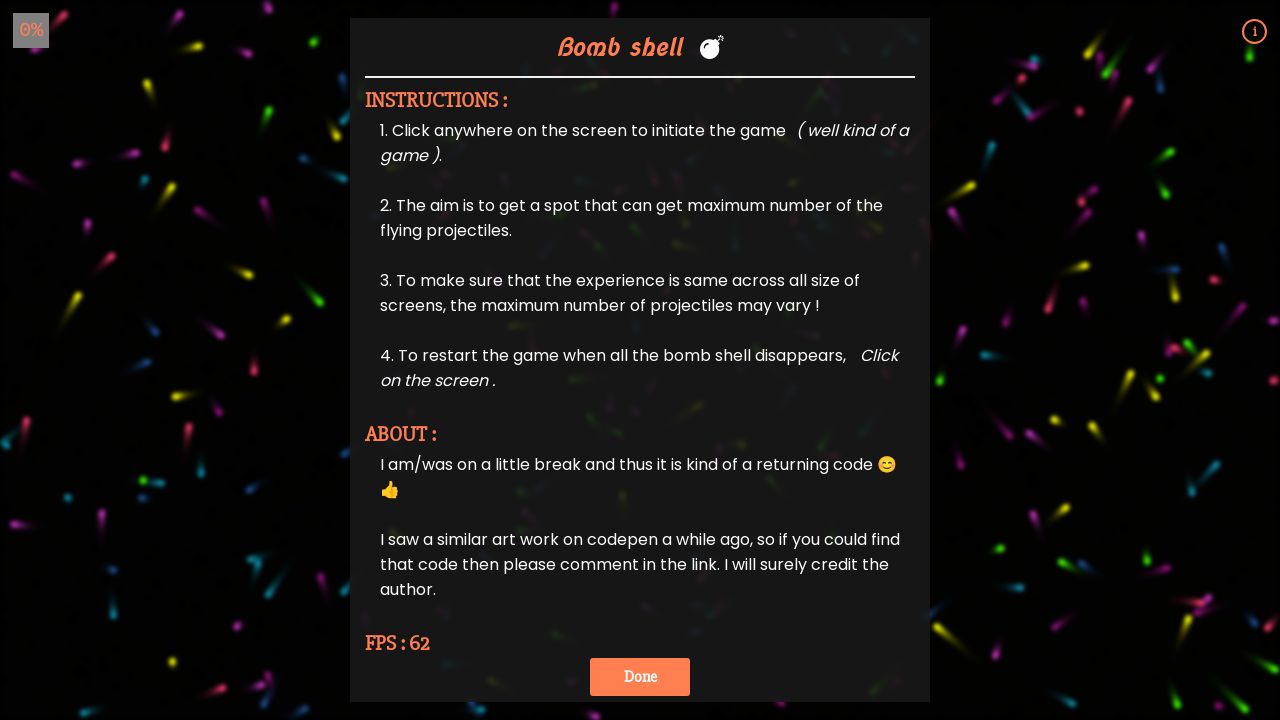 0%
i
Bomb shell 💣
INSTRUCTIONS :
1. Click anywhere on the screen to initiate the game ( well kind of a
game ).
2. The aim is to get a spot that can get maximum number of the
flying projectiles.
3. To make sure that the experience is same across all size of
screens, the maximum number of projectiles may vary !
4. To restart the game when all the bomb shell disappears, Click
on the screen .
ABOUT :
I am/was on a little break and thus it is kind of a returning code 😊
👍
I saw a similar art work on codepen a while ago, so if you could find
that code then please comment in the link. I will surely credit the
author.
FPS : 62
Done